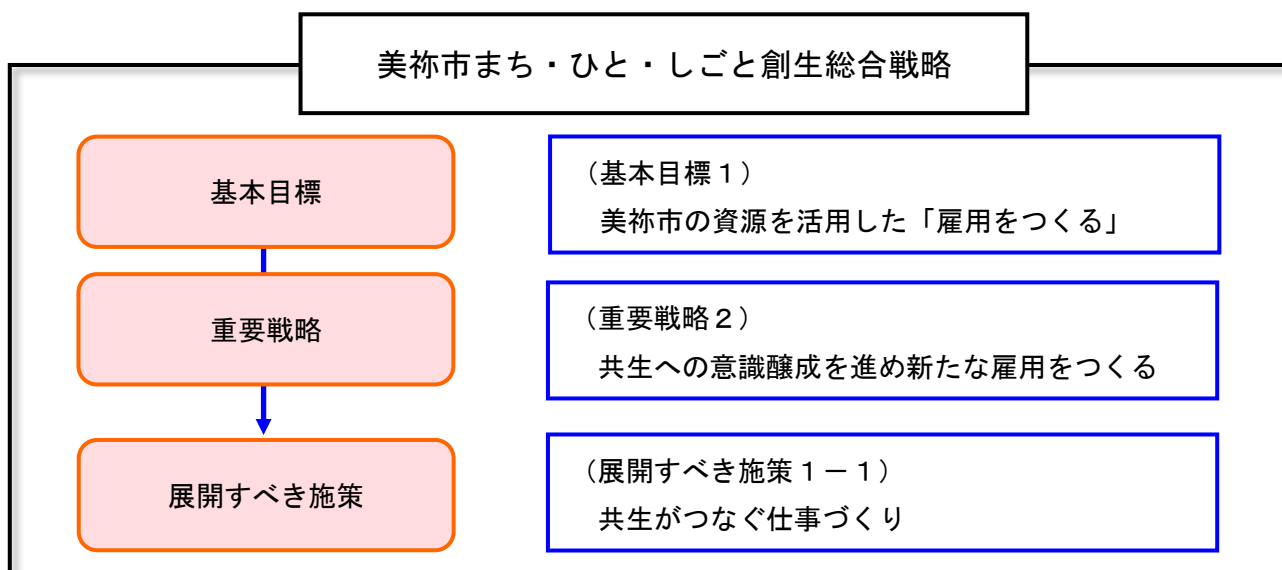 美祢市まち・ひと・しごと創生総合戦略
基本目標
(基本目標1)
美祢市の資源を活用した「雇用をつくる」
重要戦略
(重要戦略2)
共生への意識醸成を進め新たな雇用をつくる
展開すべき施策
(展開すべき施策1-1)
共生がつなぐ仕事づくり